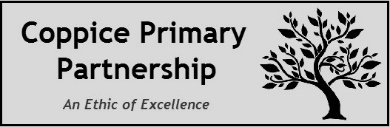 Coppice Primary
Partnership
An Ethic of Excellence